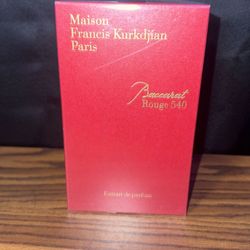 Maison
Francis Kurkdjian
Paris
Baccarat
Rouge 540
Extrait de parfum